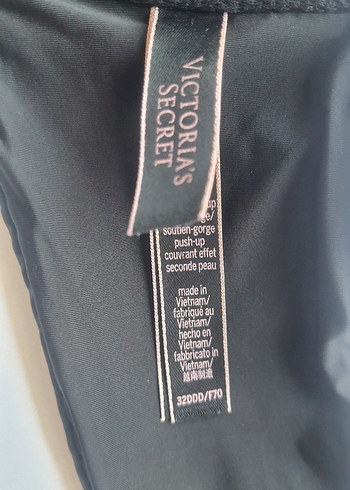 VICTORIA'S
SECRET
soutien-gorge
push-up
couvrant effet
seconde peau
made in
Vietnam/
fabriqué au
Vietnam/
hecho en
Vietnam/
fabbricato in
Vietnam/
越南制造
32DDD/F70